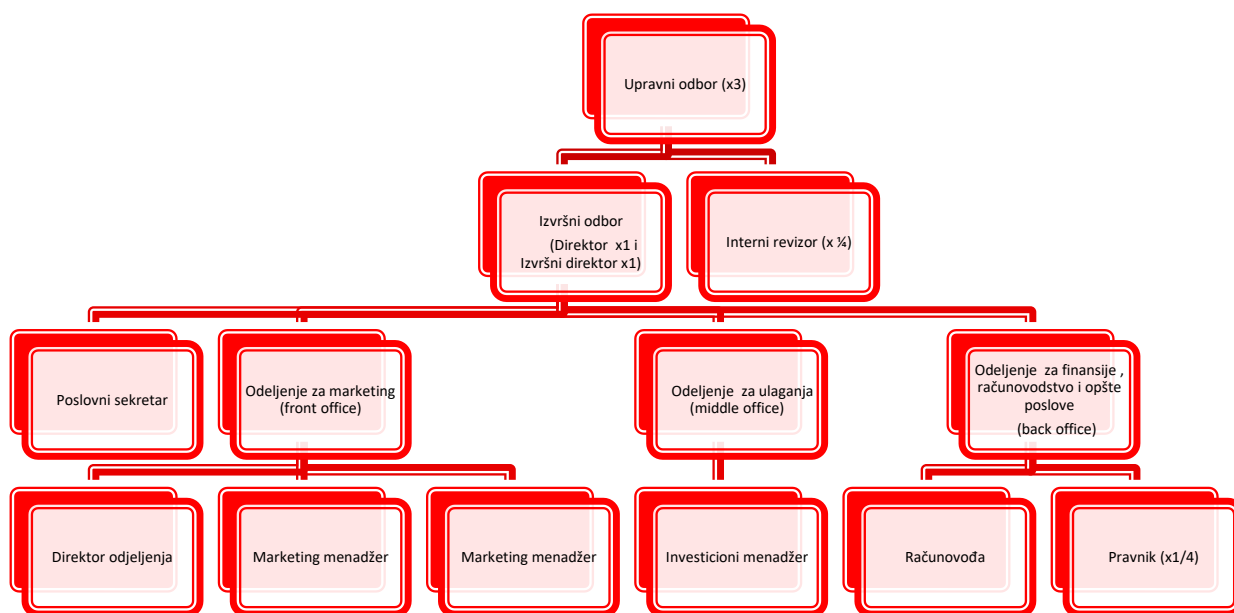 Upravni odbor (x3)
Izvršni odbor
(Direktor x1 i
Izvršni direktor x1)
Interni revizor (x ¼)
Poslovni sekretar
Odeljenje za marketing
(front office)
Odeljenje za ulaganja
(middle office)
Odeljenje za finansije ,
računovodstvo i opšte
poslove
(back office)
Direktor odjeljenja
Marketing menadžer
Marketing menadžer
Investicioni menadžer
Računovođa
Pravnik (x1/4)